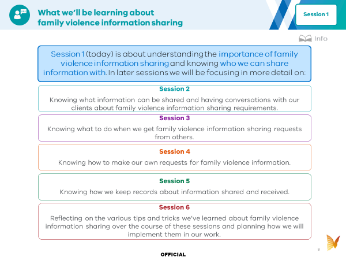 What we'll be learning about
family violence information sharing
Session 1
Info
Session 1 (today) is about understanding the importance of family
violence information sharing and knowing who we can share
information with. In later sessions we will be focusing in more detail on:
Session 2
Knowing what information can be shared and having conversations with our
clients about family violence information sharing requirements.
Session 3
Knowing what to do when we get family violence information sharing requests
from others.
Session 4
Knowing how to make our own requests for family violence information.
Session 5
Knowing how we keep records about information shared and received.
Session 6
Reflecting on the various tips and tricks we've learned about family violence
information sharing over the course of these sessions and planning how we will
implement them in our work.
OFFICIAL